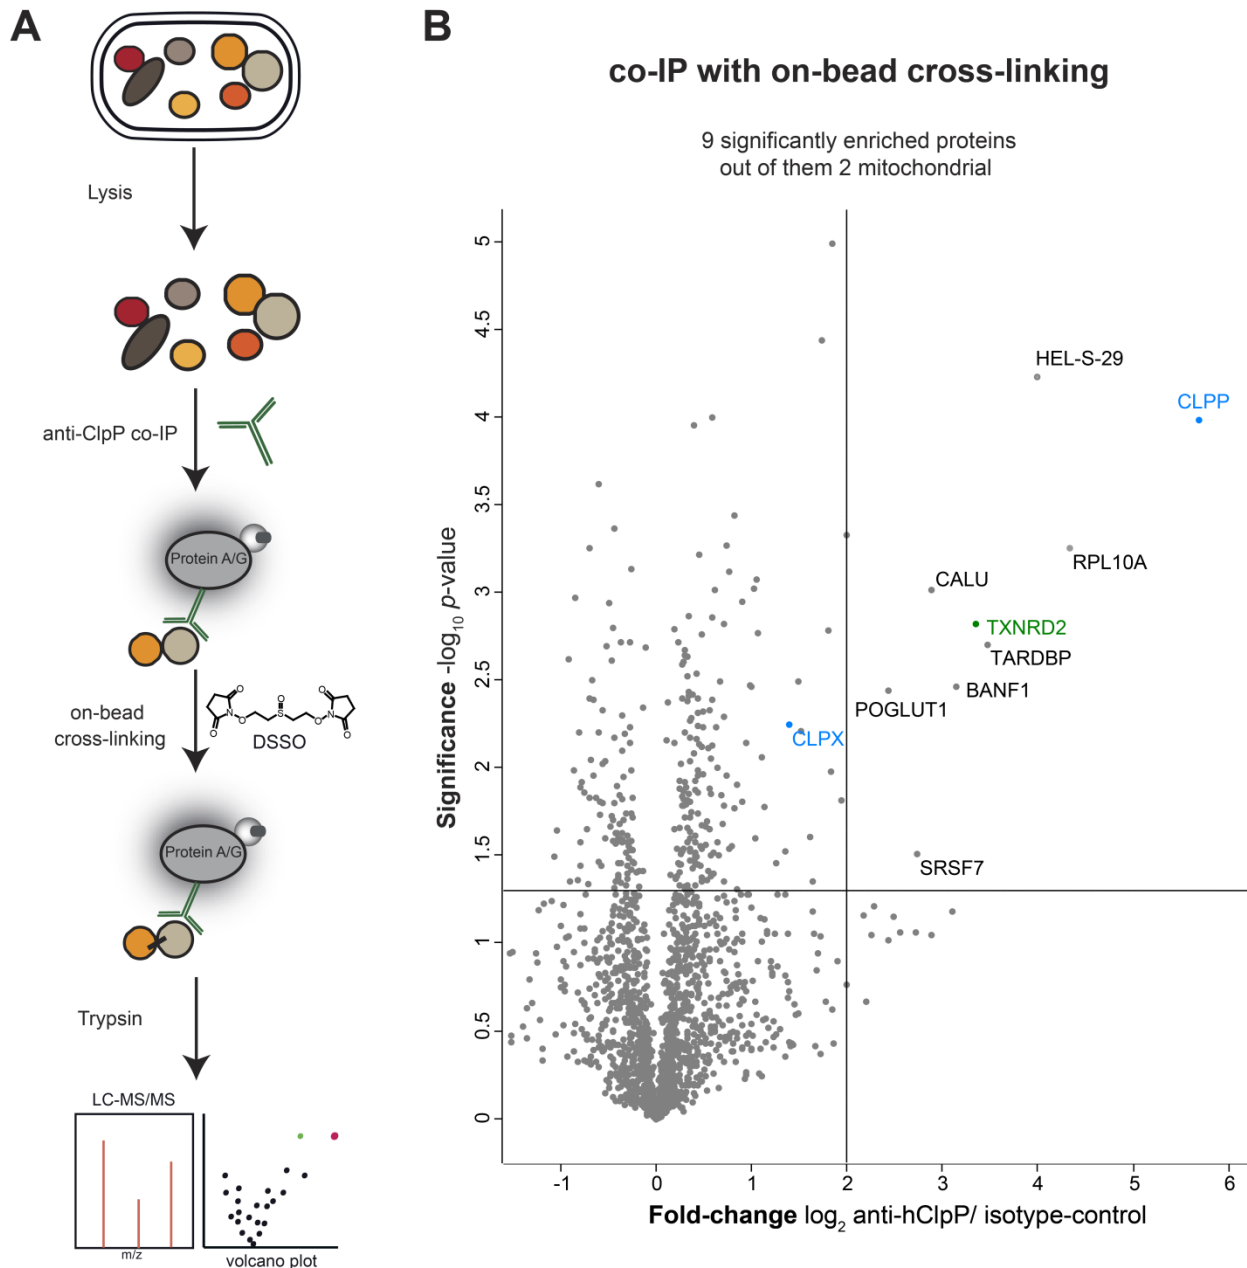 A
Lysis
anti-ClpP co-IP
Protein A/G
on-bead
cross-linking
O
O
N
O
O
S
O
O
N
O
O
DSSO
Protein A/G
Trypsin
LC-MS/MS
m/z
volcano plot
B
co-IP with on-bead cross-linking
9 significantly enriched proteins
out of them 2 mitochondrial
Significance -log10 p-value
5
4.5
4
3.5
3
2.5
2
1.5
1
0.5
0
HEL-S-29
CLPP
RPL10A
CALU
TXNRD2
TARDBP
BANF1
POGLUT1
CLPX
SRSF7
-1
0
1
2
3
4
5
6
Fold-change log2 anti-hClpP/ isotype-control